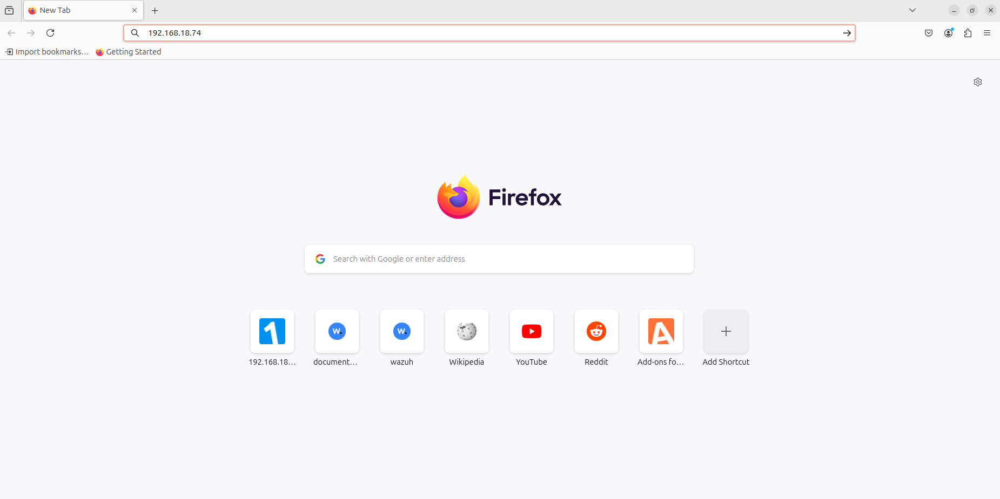 New Tab
192.168.18.74
Import bookmarks…
Getting Started
Firefox
Search with Google or enter address
192.168.18…
document…
wazuh
Wikipedia
YouTube
Reddit
Add-ons fo…
Add Shortcut